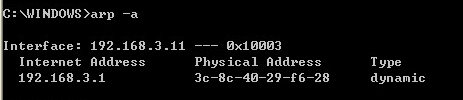 C:\WINDOWS>arp -a
Interface: 192.168.3.11 --- 0x10003
Internet Address Physical Address Type
192.168.3.1 3c-8c-40-29-f6-28 dynamic